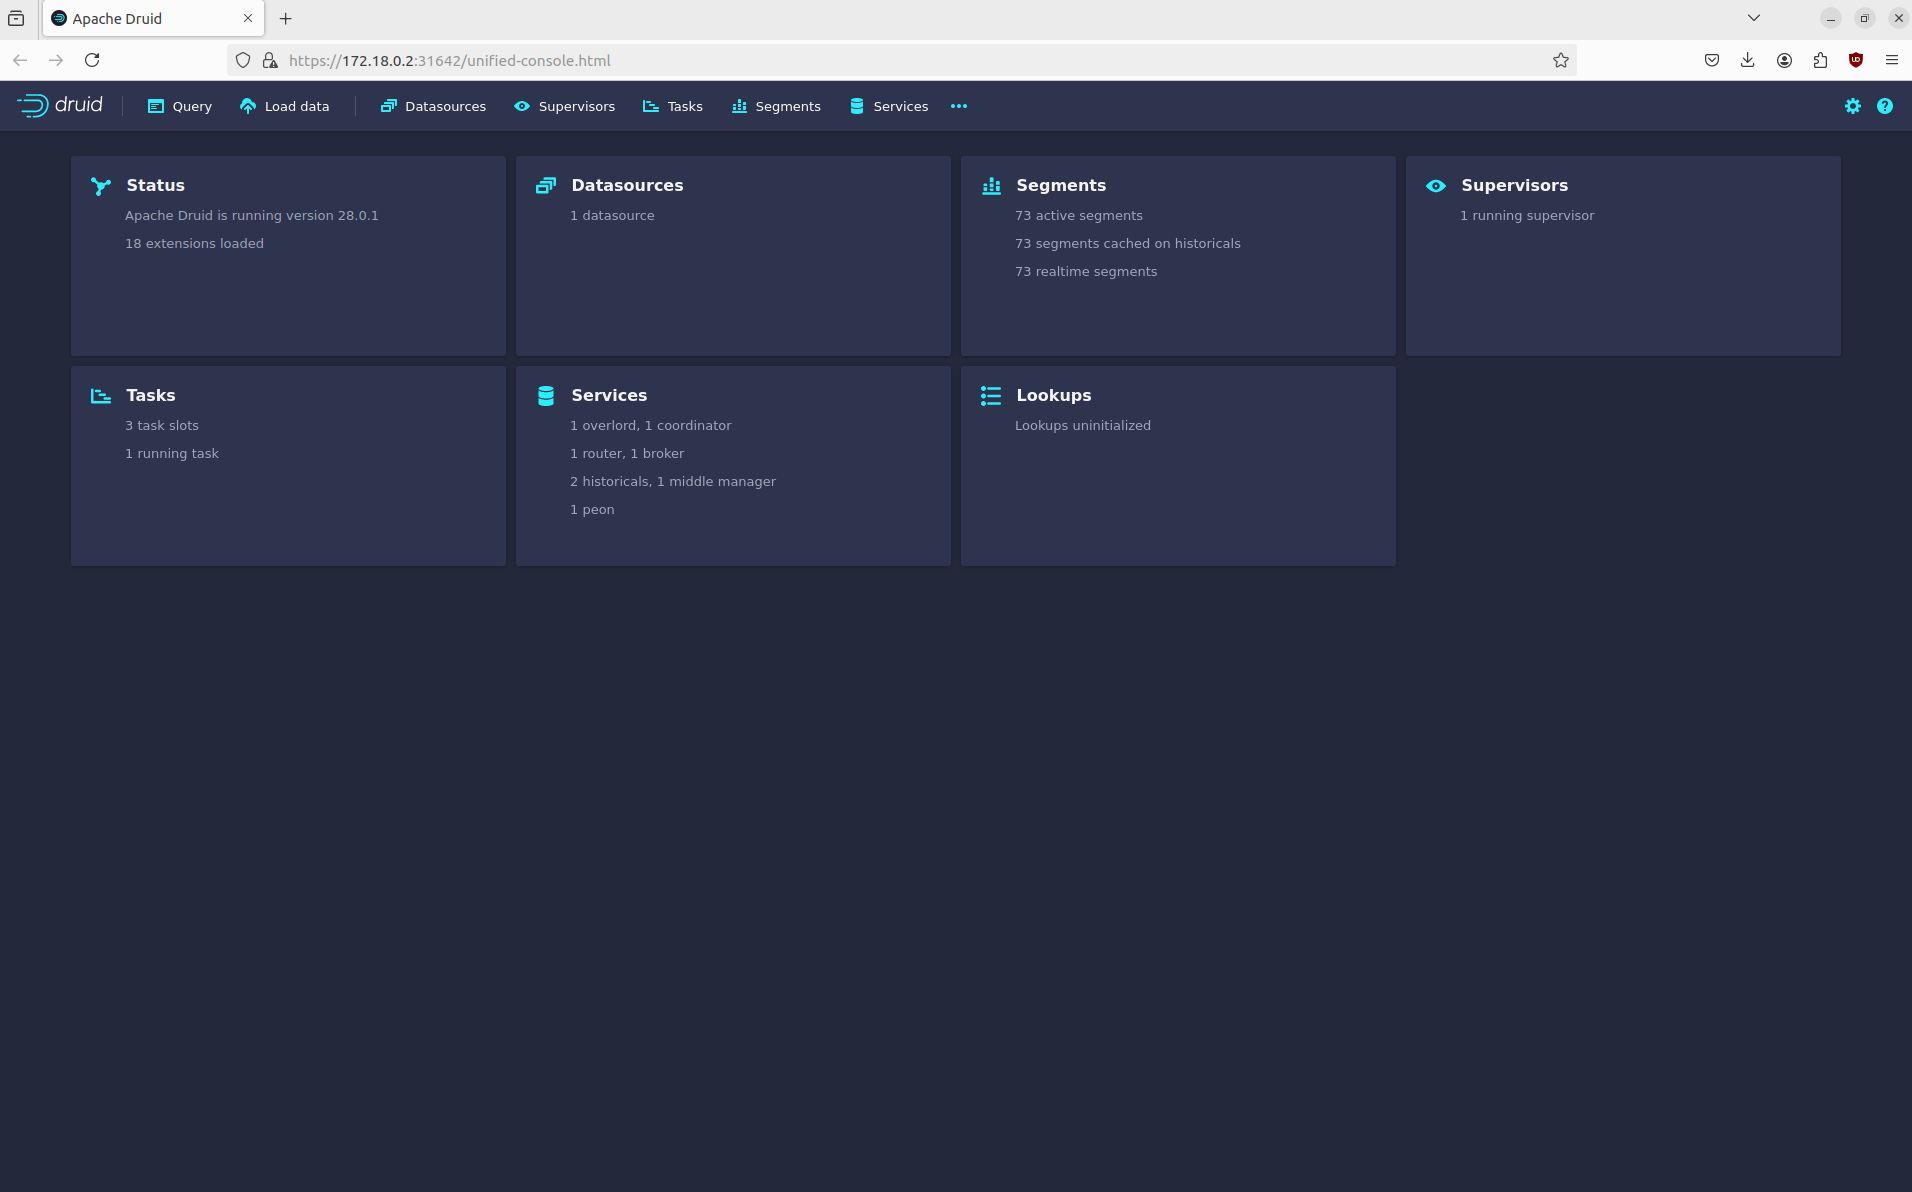 Apache Druid
https://172.18.0.2:31642/unified-console.html
druid
Query
Load data
Datasources
Supervisors
Tasks
Segments
Services
Status
Apache Druid is running version 28.0.1
18 extensions loaded
Datasources
1 datasource
Segments
73 active segments
73 segments cached on historicals
73 realtime segments
Supervisors
1 running supervisor
Tasks
3 task slots
1 running task
Services
1 overlord, 1 coordinator
1 router, 1 broker
2 historicals, 1 middle manager
1 peon
Lookups
Lookups uninitialized